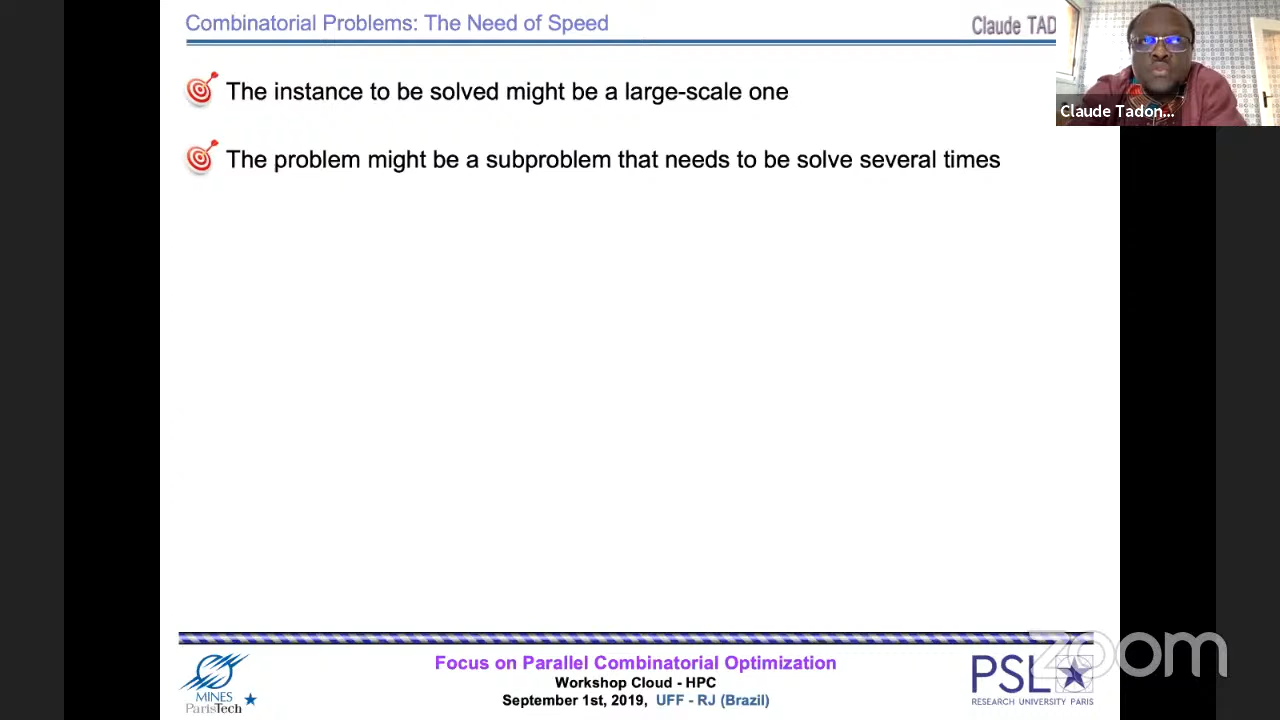 Combinatorial Problems: The Need of Speed
Claude TAD
Claude Tadon...
The instance to be solved might be a large-scale one
The problem might be a subproblem that needs to be solve several times
Focus on Parallel Combinatorial Optimization
Workshop Cloud - HPC
September 1st, 2019, UFF - RJ (Brazil)
MINES
ParisTech
PSL
RESEARCH UNIVERSITY PARIS
zoom